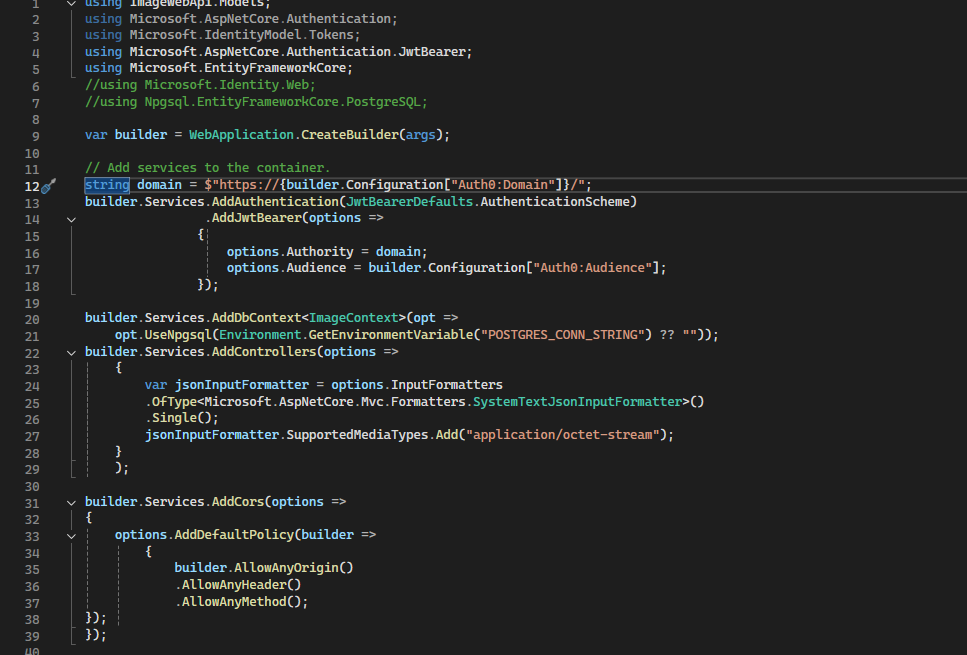 1 using ImageWebApi.Models;
2 using Microsoft.AspNetCore.Authentication;
3 using Microsoft.IdentityModel.Tokens;
4 using Microsoft.AspNetCore.Authentication.JwtBearer;
5 using Microsoft.EntityFrameworkCore;
6 //using Microsoft.Identity.Web;
7 //using Npgsql.EntityFrameworkCore.PostgreSQL;
8
9 var builder = WebApplication.CreateBuilder(args);
10
11 // Add services to the container.
12 string domain = $"https://{builder.Configuration["Auth0:Domain"]}/";
13 builder.Services.AddAuthentication(JwtBearerDefaults.AuthenticationScheme)
14 .AddJwtBearer(options =>
15 {
16 options.Authority = domain;
17 options.Audience = builder.Configuration["Auth0:Audience"];
18 });
19
20 builder.Services.AddDbContext<ImageContext>(opt =>
21 opt.UseNpgsql(Environment.GetEnvironmentVariable("POSTGRES_CONN_STRING") ?? ""));
22 builder.Services.AddControllers(options =>
23 {
24 var jsonInputFormatter = options.InputFormatters
25 .OfType<Microsoft.AspNetCore.Mvc.Formatters.SystemTextJsonInputFormatter>()
26 .Single();
27 jsonInputFormatter.SupportedMediaTypes.Add("application/octet-stream");
28 }
29 );
30
31 builder.Services.AddCors(options =>
32 {
33 options.AddDefaultPolicy(builder =>
34 {
35 builder.AllowAnyOrigin()
36 .AllowAnyHeader()
37 .AllowAnyMethod();
38 });
39 });
40